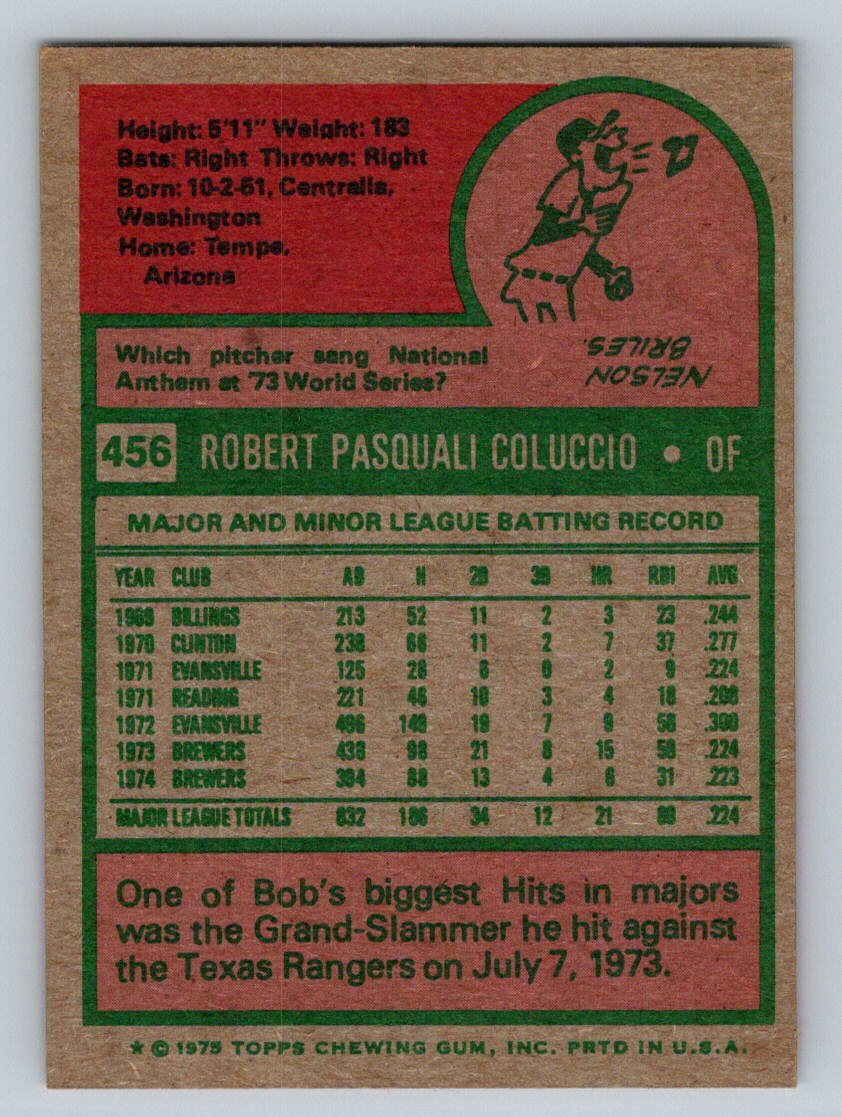 Height: 5'11" Weight: 183
Bats: Right Throws: Right
Born: 10-2-51, Centralia,
Washington
Home: Tempe,
Arizona
Which pitcher sang National
Anthem at '73 World Series?
NELSON
BRILES.
456 ROBERT PASQUALI COLUCCIO • OF
MAJOR AND MINOR LEAGUE BATTING RECORD
YEAR CLUB AB H 2B 3B HR RBI AVG
1969 BILLINGS 213 52 11 2 3 23 .244
1970 CLINTON 238 66 11 2 7 37 .277
1971 EVANSVILLE 125 28 0 2 9 .224
1971 READING 221 46 10 3 4 18 .208
1972 EVANSVILLE 496 149 19 7 .300
1973 BREWERS 438 98 21 8 15 58 .224
1974 BREWERS 394 88 13 4 6 31 .223
MAJOR LEAGUE TOTALS 832 186 34 12 21 89 .224
One of Bob's biggest Hits in majors
was the Grand-Slammer he hit against
the Texas Rangers on July 7, 1973.
* © 1975 TOPPS CHEWING GUM, INC. PRTD IN U.S.A.